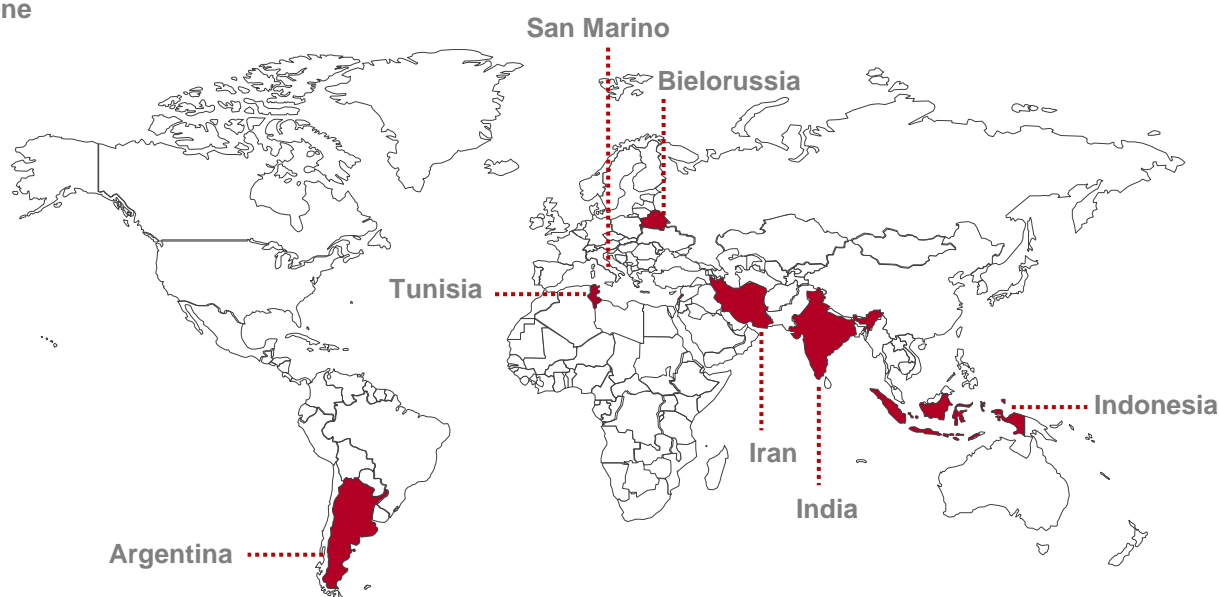 ne
San Marino
Bielorussia
Tunisia
Indonesia
Iran
India
Argentina